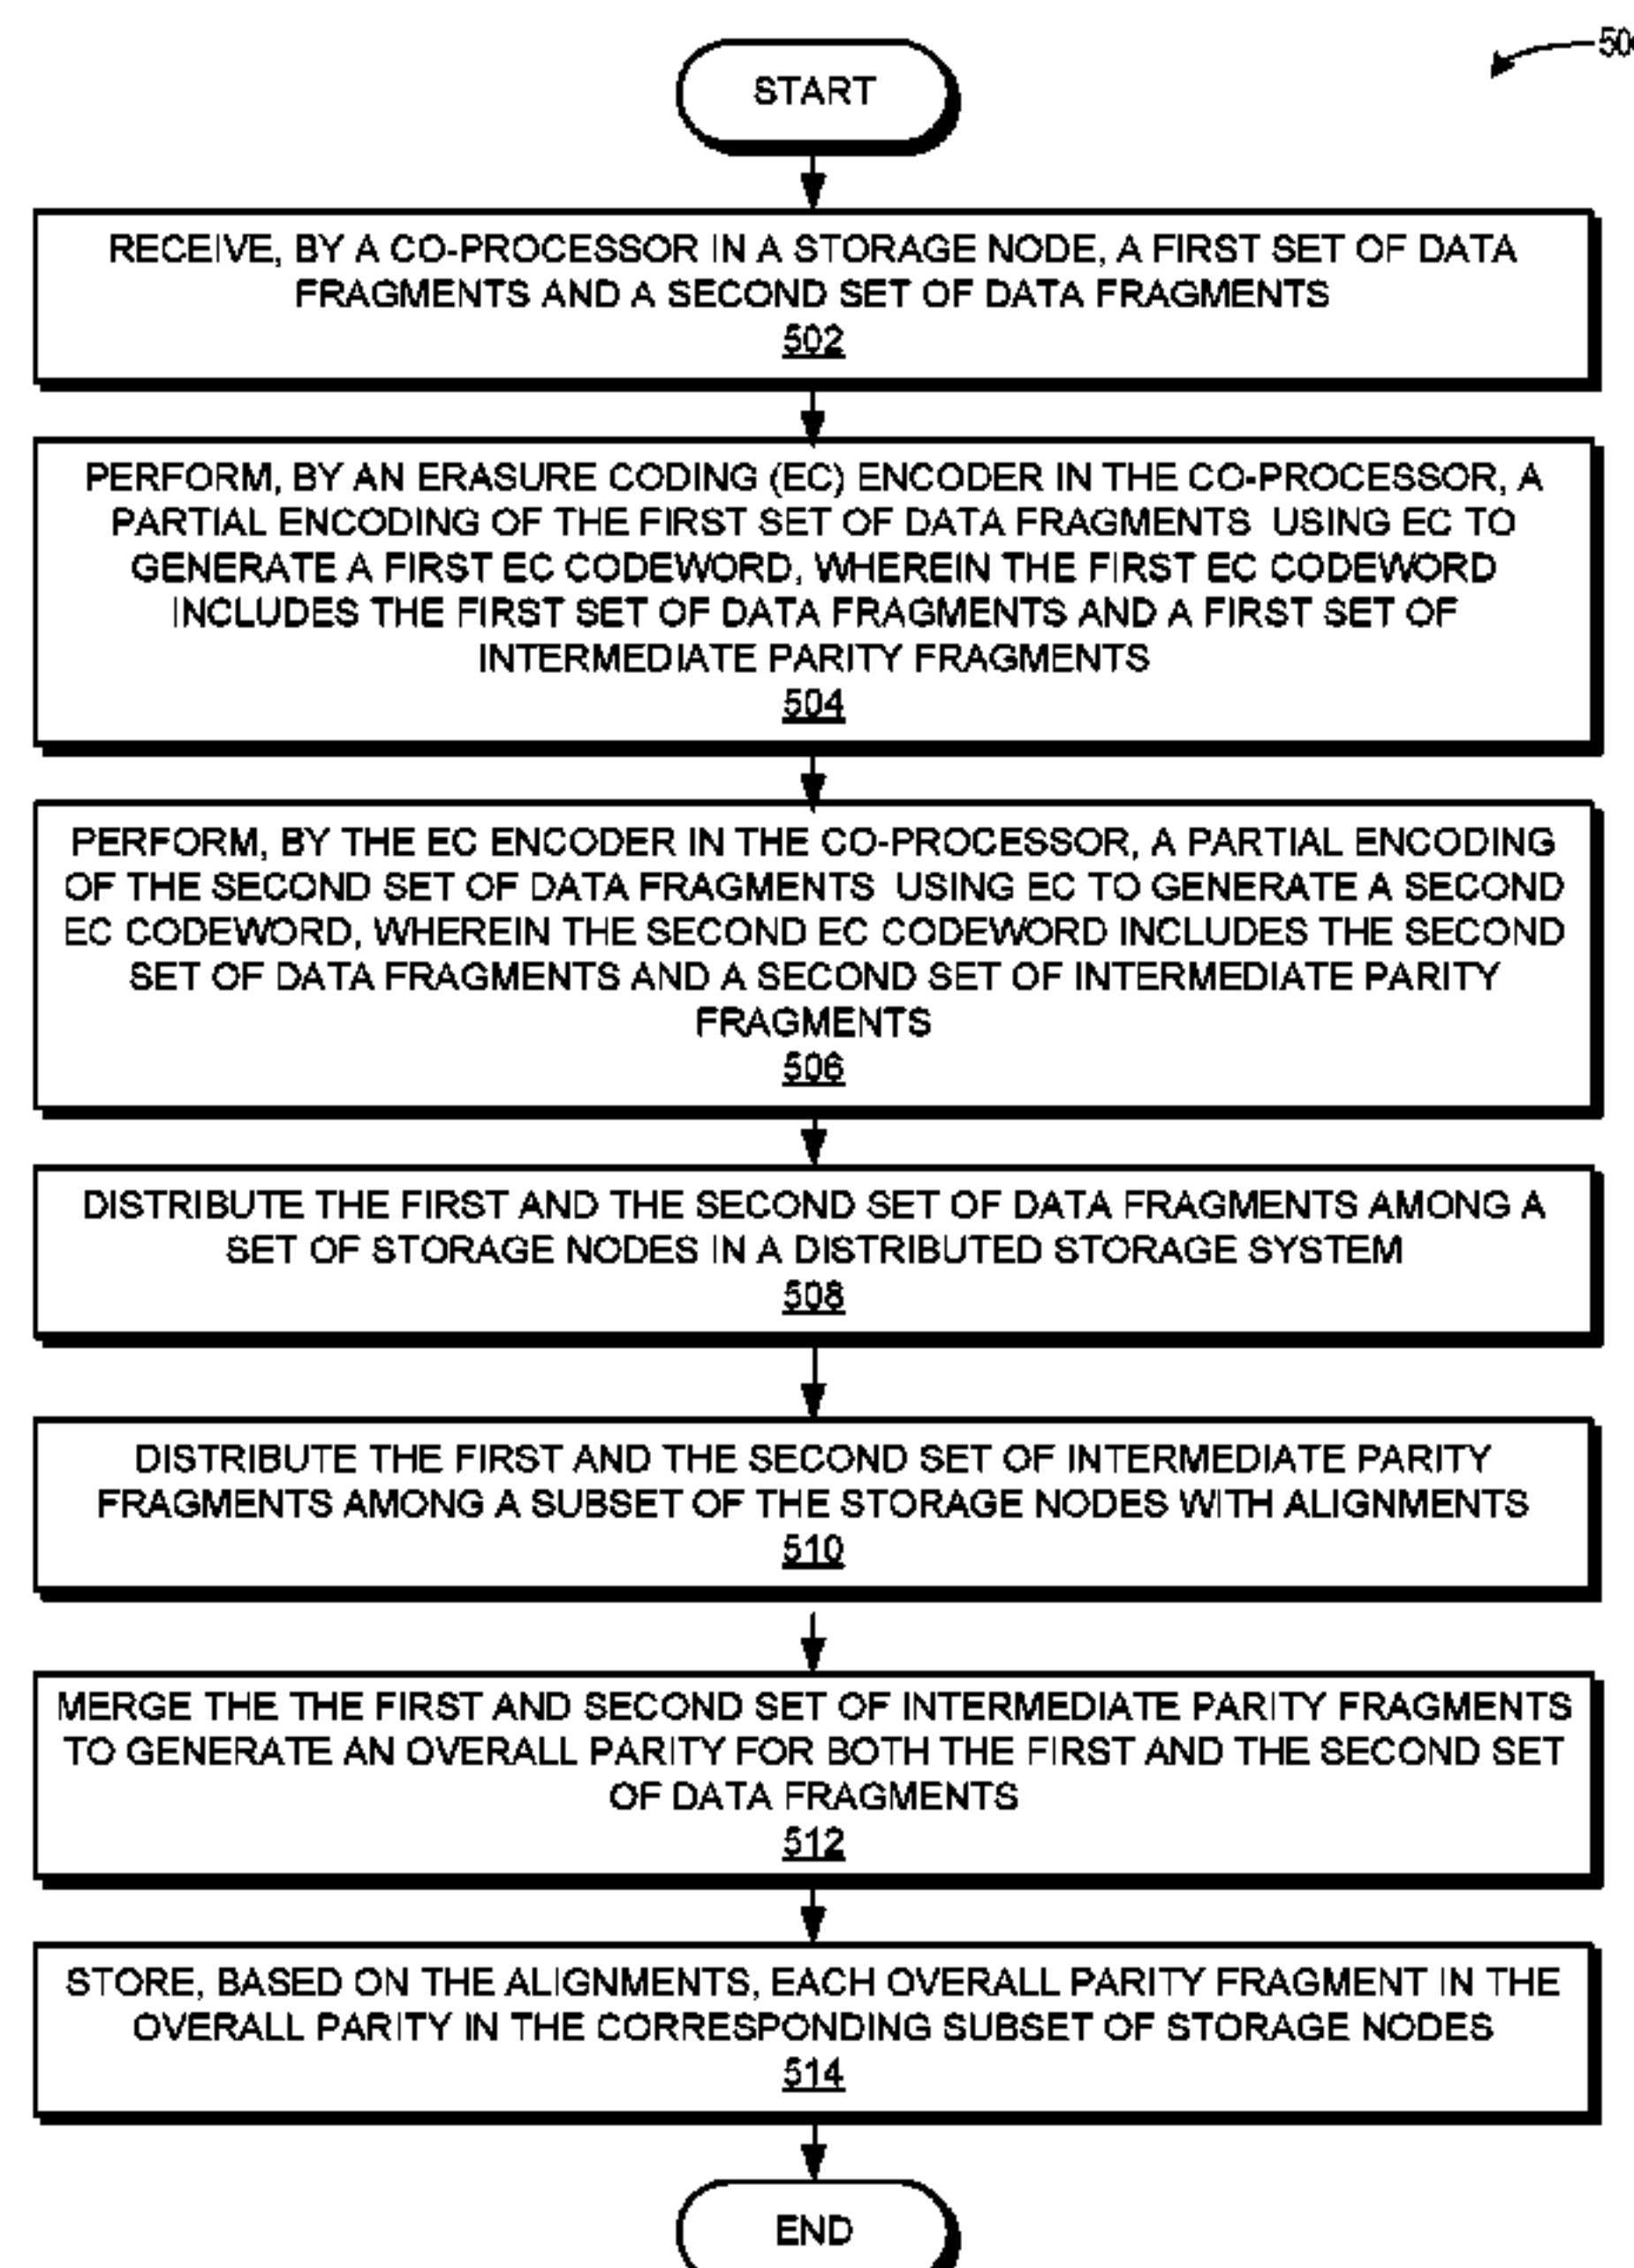 START
RECEIVE, BY A CO-PROCESSOR IN A STORAGE NODE, A FIRST SET OF DATA
FRAGMENTS AND A SECOND SET OF DATA FRAGMENTS
502
PERFORM, BY AN ERASURE CODING (EC) ENCODER IN THE CO-PROCESSOR, A
PARTIAL ENCODING OF THE FIRST SET OF DATA FRAGMENTS USING EC TO
GENERATE A FIRST EC CODEWORD, WHEREIN THE FIRST EC CODEWORD
INCLUDES THE FIRST SET OF DATA FRAGMENTS AND A FIRST SET OF
INTERMEDIATE PARITY FRAGMENTS
504
PERFORM, BY THE EC ENCODER IN THE CO-PROCESSOR, A PARTIAL ENCODING
OF THE SECOND SET OF DATA FRAGMENTS USING EC TO GENERATE A SECOND
EC CODEWORD, WHEREIN THE SECOND EC CODEWORD INCLUDES THE SECOND
SET OF DATA FRAGMENTS AND A SECOND SET OF INTERMEDIATE PARITY
FRAGMENTS
506
DISTRIBUTE THE FIRST AND THE SECOND SET OF DATA FRAGMENTS AMONG A
SET OF STORAGE NODES IN A DISTRIBUTED STORAGE SYSTEM
508
DISTRIBUTE THE FIRST AND THE SECOND SET OF INTERMEDIATE PARITY
FRAGMENTS AMONG A SUBSET OF THE STORAGE NODES WITH ALIGNMENTS
510
MERGE THE THE FIRST AND SECOND SET OF INTERMEDIATE PARITY FRAGMENTS
TO GENERATE AN OVERALL PARITY FOR BOTH THE FIRST AND THE SECOND SET
OF DATA FRAGMENTS
512
STORE, BASED ON THE ALIGNMENTS, EACH OVERALL PARITY FRAGMENT IN THE
OVERALL PARITY IN THE CORRESPONDING SUBSET OF STORAGE NODES
514
END